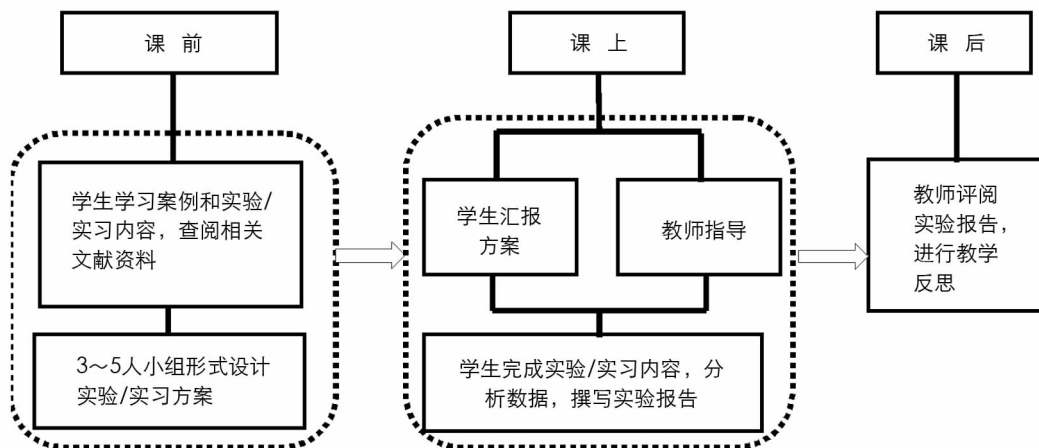 课 前
课 上
课 后
学生学习案例和实验/
实习内容，查阅相关
文献资料
3～5人小组形式设计
实验/实习方案
学生汇报
方案
教师指导
学生完成实验/实习内容，分
析数据，撰写实验报告
教师评阅
实验报告，
进行教学
反思